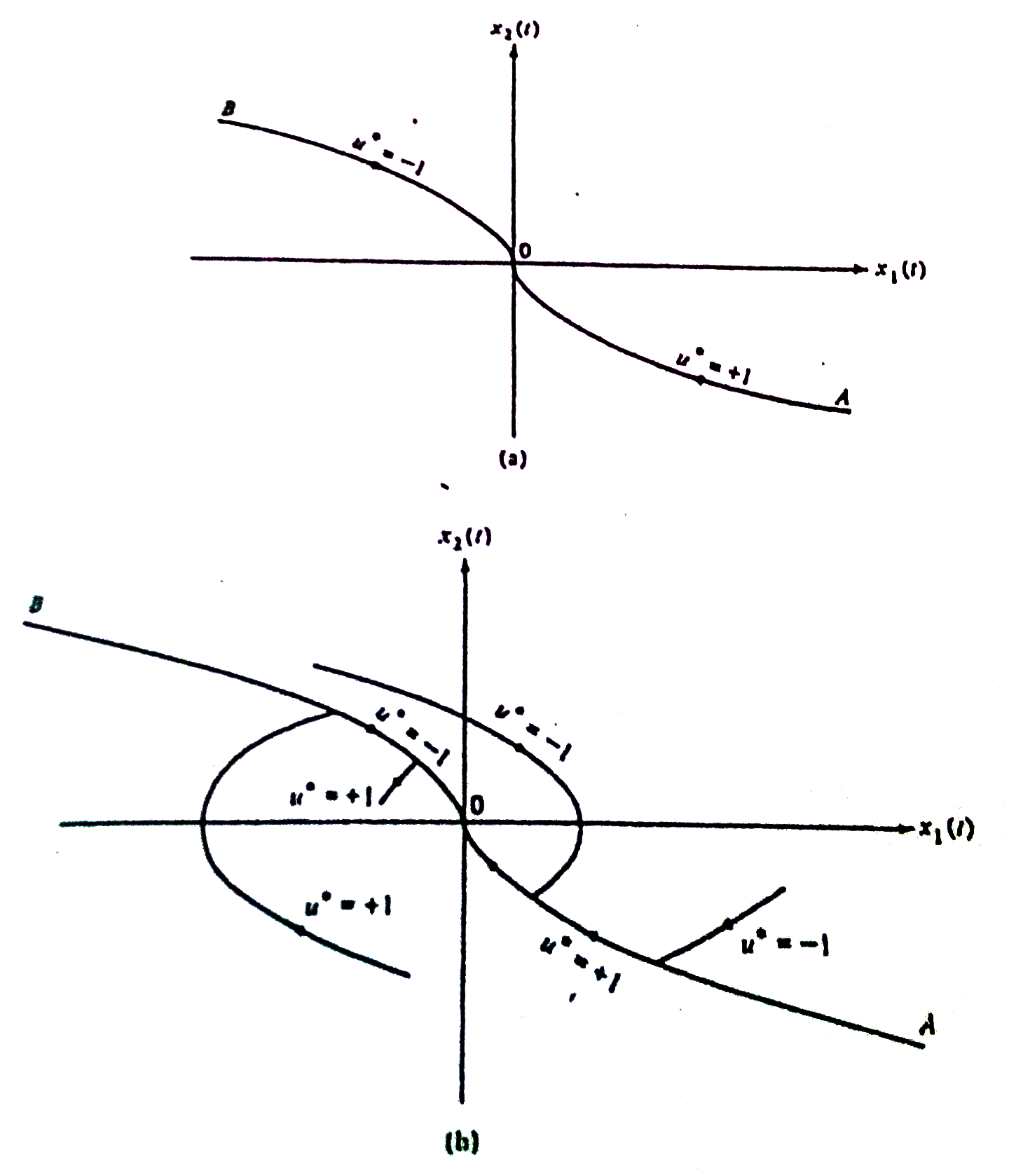 x₂(t)
B
u* = −1
0
x₁(t)
u* = +1
A
(a)
x₂(t)
B
u* = −1
u* = −1
u* = +1
0
x₁(t)
u* = +1
u* = −1
u* = +1
A
(b)